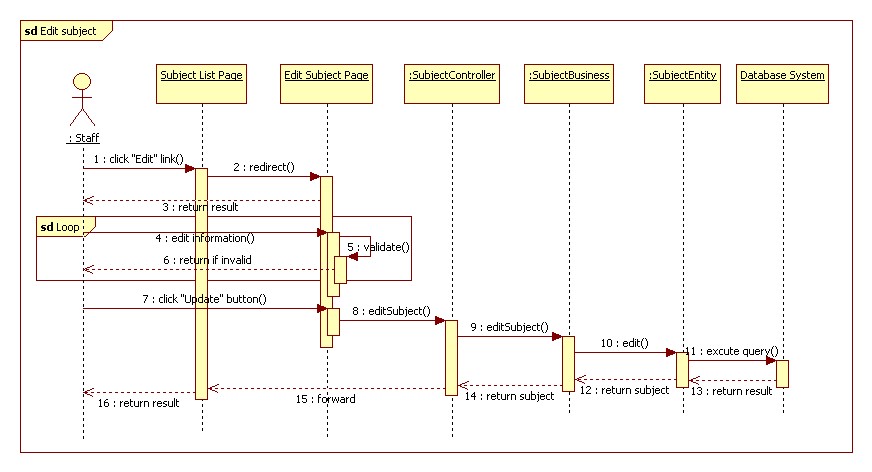 sd Edit subject
Subject List Page
Edit Subject Page
:SubjectController
:SubjectBusiness
:SubjectEntity
Database System
: Staff
1 : click "Edit" link()
2 : redirect()
3 : return result
sd Loop
4 : edit information()
5 : validate()
6 : return if invalid
7 : click "Update" button()
8 : editSubject()
9 : editSubject()
10 : edit()
11 : excute query()
12 : return subject
13 : return result
14 : return subject
15 : forward
16 : return result